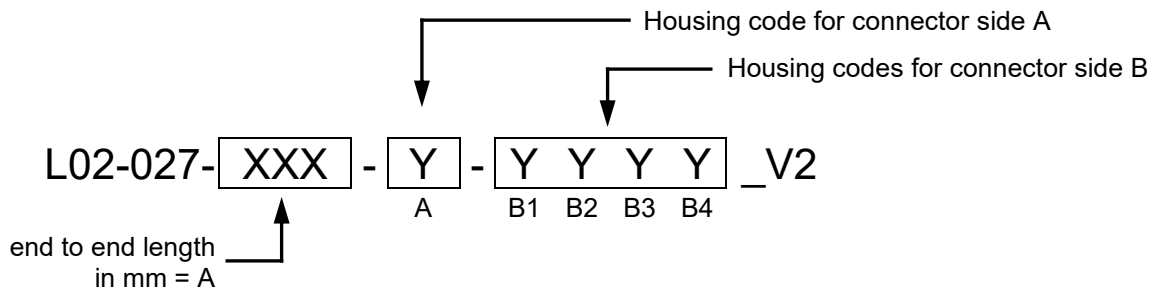 Housing code for connector side A
Housing codes for connector side B
L02-027- XXX - Y - Y Y Y Y _V2
A B1 B2 B3 B4
end to end length
in mm = A